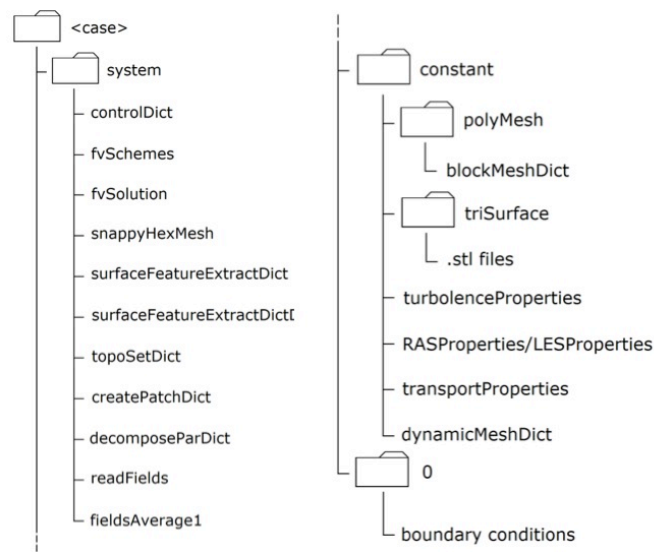 <case>
system
controlDict
fvSchemes
fvSolution
snappyHexMesh
surfaceFeatureExtractDict
surfaceFeatureExtractDictI
topoSetDict
createPatchDict
decomposeParDict
readFields
fieldsAverage1
constant
polyMesh
blockMeshDict
triSurface
.stl files
turbolenceProperties
RASProperties/LESProperties
transportProperties
dynamicMeshDict
0
boundary conditions